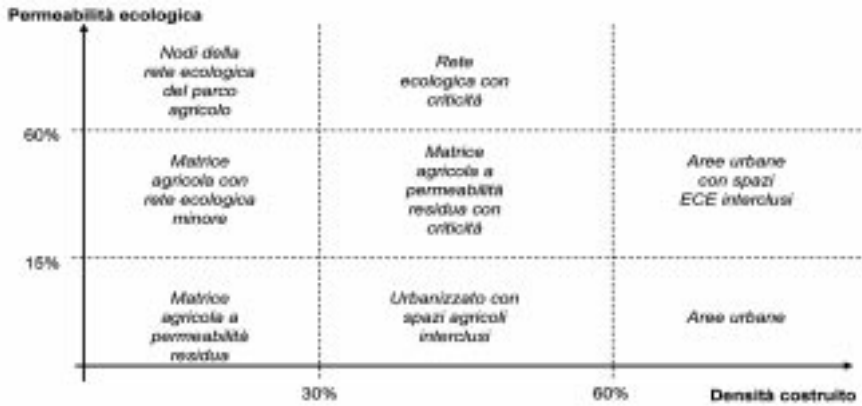 Permeabilità ecologica
Nodi della
rete ecologica
del parco
agricolo
Rete
ecologica con
criticità
60%
Matrice
agricola con
rete ecologica
minore
Matrice
agricola a
permeabilità
residua con
criticità
Aree urbane
con spazi
ECE interclusi
15%
Matrice
agricola a
permeabilità
residua
Urbanizzato con
spazi agricoli
interclusi
Aree urbane
30%
60%
Densità costruito